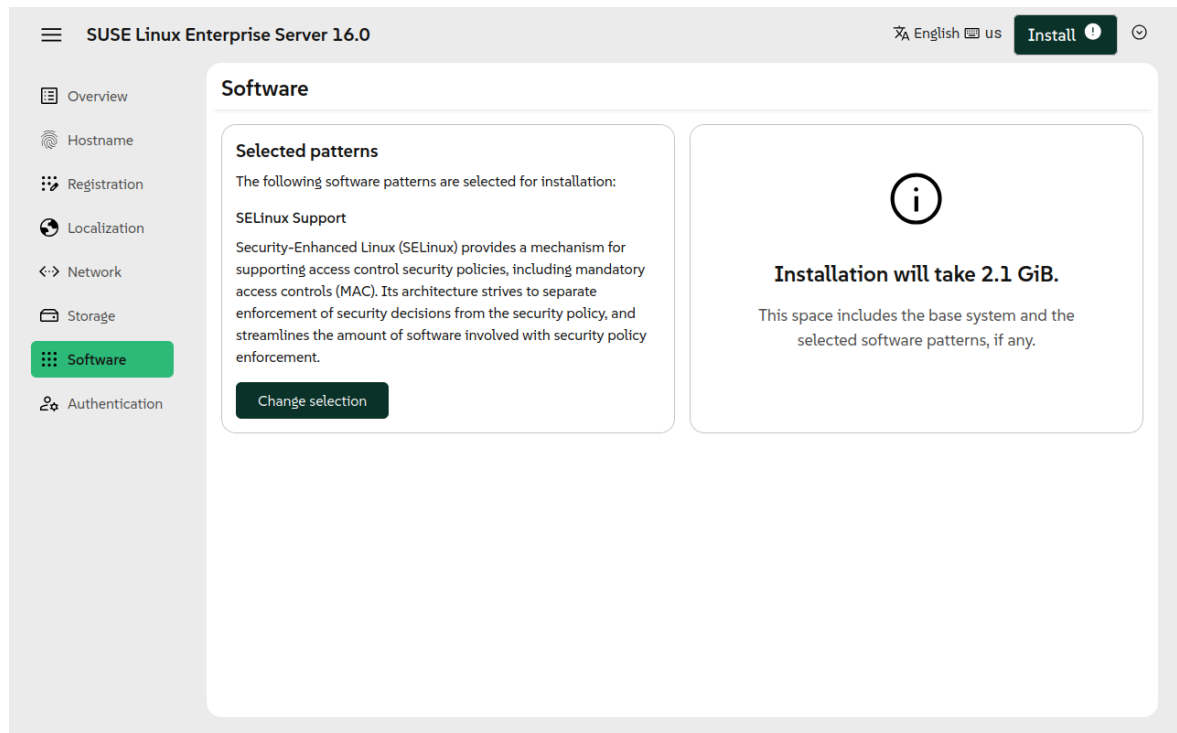 SUSE Linux Enterprise Server 16.0
English us
Install !
Overview
Hostname
Registration
Localization
Network
Storage
Software
Authentication
Software
Selected patterns
The following software patterns are selected for installation:
SELinux Support
Security-Enhanced Linux (SELinux) provides a mechanism for
supporting access control security policies, including mandatory
access controls (MAC). Its architecture strives to separate
enforcement of security decisions from the security policy, and
streamlines the amount of software involved with security policy
enforcement.
Change selection
Installation will take 2.1 GiB.
This space includes the base system and the
selected software patterns, if any.